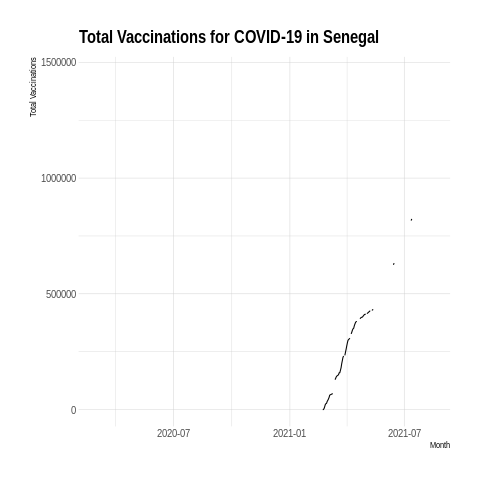 Total Vaccinations for COVID-19 in Senegal
Total Vaccinations
1500000
1000000
500000
0
2020-07 2021-01 2021-07
Month